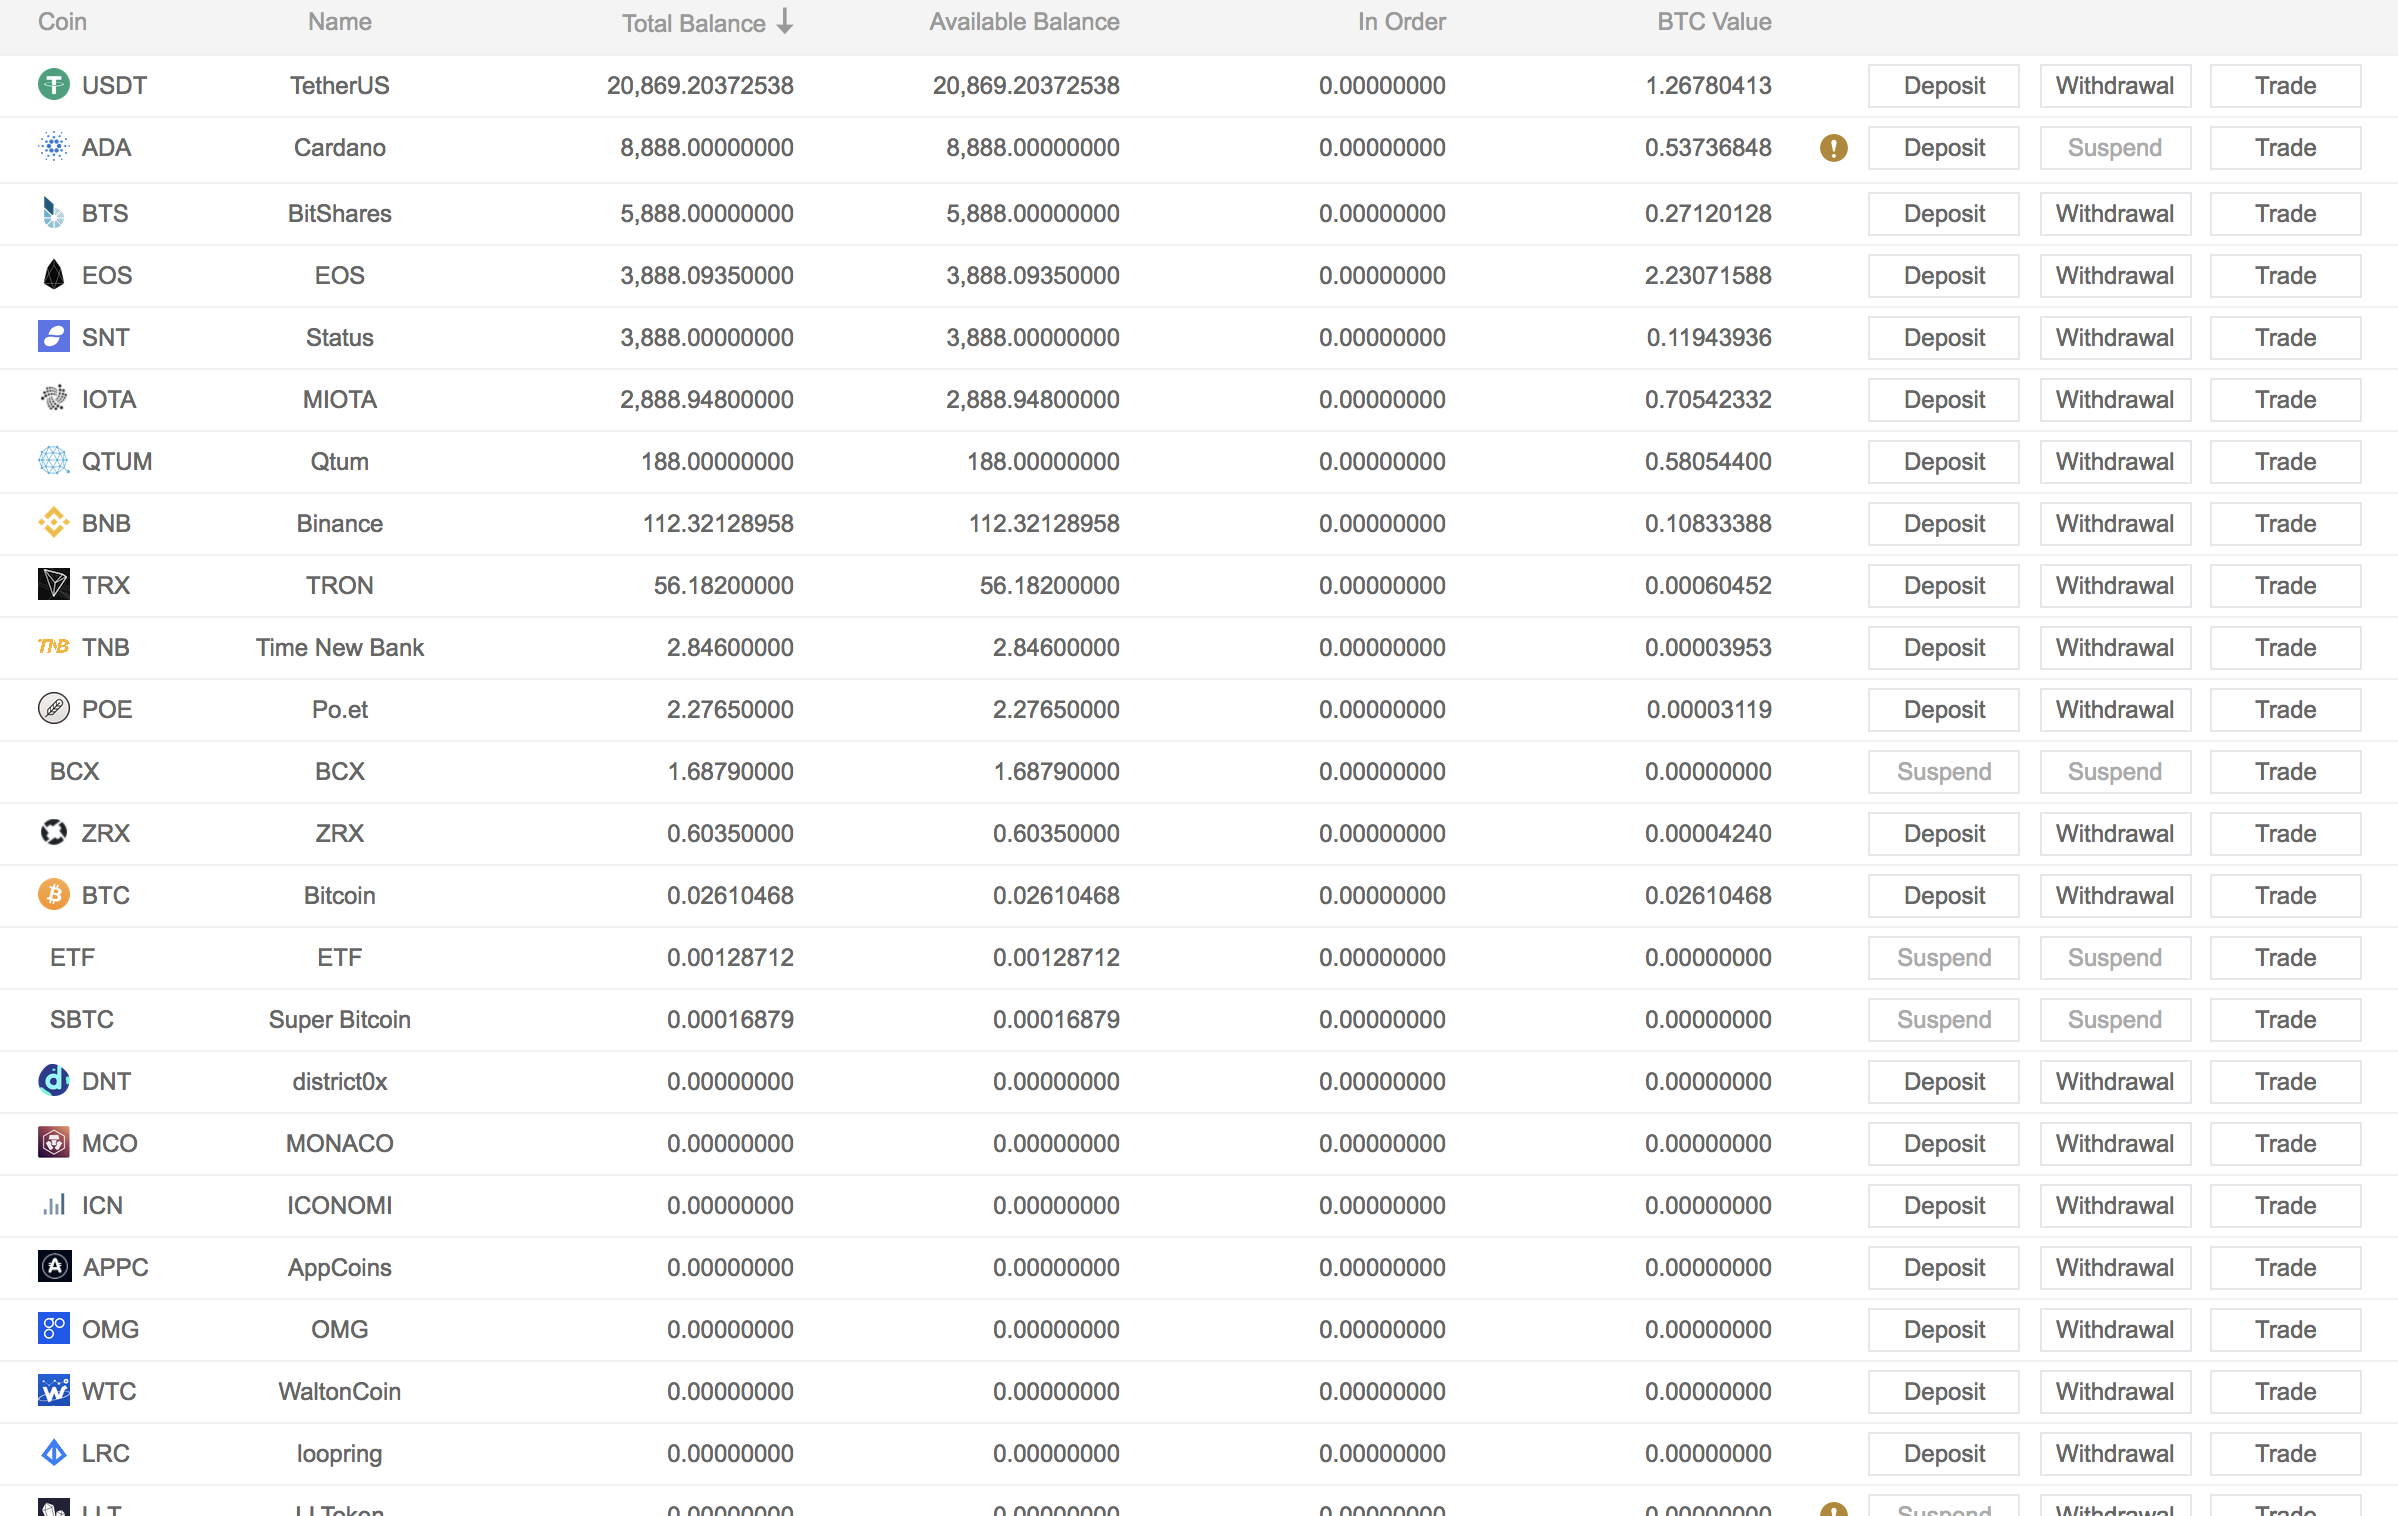 Coin Name Total Balance ↓ Available Balance In Order BTC Value
USDT TetherUS 20,869.20372538 20,869.20372538 0.00000000 1.26780413 Deposit Withdrawal Trade
ADA Cardano 8,888.00000000 8,888.00000000 0.00000000 0.53736848 ! Deposit Suspend Trade
BTS BitShares 5,888.00000000 5,888.00000000 0.00000000 0.27120128 Deposit Withdrawal Trade
EOS EOS 3,888.09350000 3,888.09350000 0.00000000 2.23071588 Deposit Withdrawal Trade
SNT Status 3,888.00000000 3,888.00000000 0.00000000 0.11943936 Deposit Withdrawal Trade
IOTA MIOTA 2,888.94800000 2,888.94800000 0.00000000 0.70542332 Deposit Withdrawal Trade
QTUM Qtum 188.00000000 188.00000000 0.00000000 0.58054400 Deposit Withdrawal Trade
BNB Binance 112.32128958 112.32128958 0.00000000 0.10833388 Deposit Withdrawal Trade
TRX TRON 56.18200000 56.18200000 0.00000000 0.00060452 Deposit Withdrawal Trade
TNB TNB Time New Bank 2.84600000 2.84600000 0.00000000 0.00003953 Deposit Withdrawal Trade
POE Po.et 2.27650000 2.27650000 0.00000000 0.00003119 Deposit Withdrawal Trade
BCX BCX 1.68790000 1.68790000 0.00000000 0.00000000 Suspend Suspend Trade
ZRX ZRX 0.60350000 0.60350000 0.00000000 0.00004240 Deposit Withdrawal Trade
BTC Bitcoin 0.02610468 0.02610468 0.00000000 0.02610468 Deposit Withdrawal Trade
ETF ETF 0.00128712 0.00128712 0.00000000 0.00000000 Suspend Suspend Trade
SBTC Super Bitcoin 0.00016879 0.00016879 0.00000000 0.00000000 Suspend Suspend Trade
DNT district0x 0.00000000 0.00000000 0.00000000 0.00000000 Deposit Withdrawal Trade
MCO MONACO 0.00000000 0.00000000 0.00000000 0.00000000 Deposit Withdrawal Trade
ICN ICONOMI 0.00000000 0.00000000 0.00000000 0.00000000 Deposit Withdrawal Trade
APPC AppCoins 0.00000000 0.00000000 0.00000000 0.00000000 Deposit Withdrawal Trade
OMG OMG 0.00000000 0.00000000 0.00000000 0.00000000 Deposit Withdrawal Trade
WTC WaltonCoin 0.00000000 0.00000000 0.00000000 0.00000000 Deposit Withdrawal Trade
LRC loopring 0.00000000 0.00000000 0.00000000 0.00000000 Deposit Withdrawal Trade
0.00000000 0.00000000 0.00000000 0.00000000 ! Suspend Withdrawal Trade